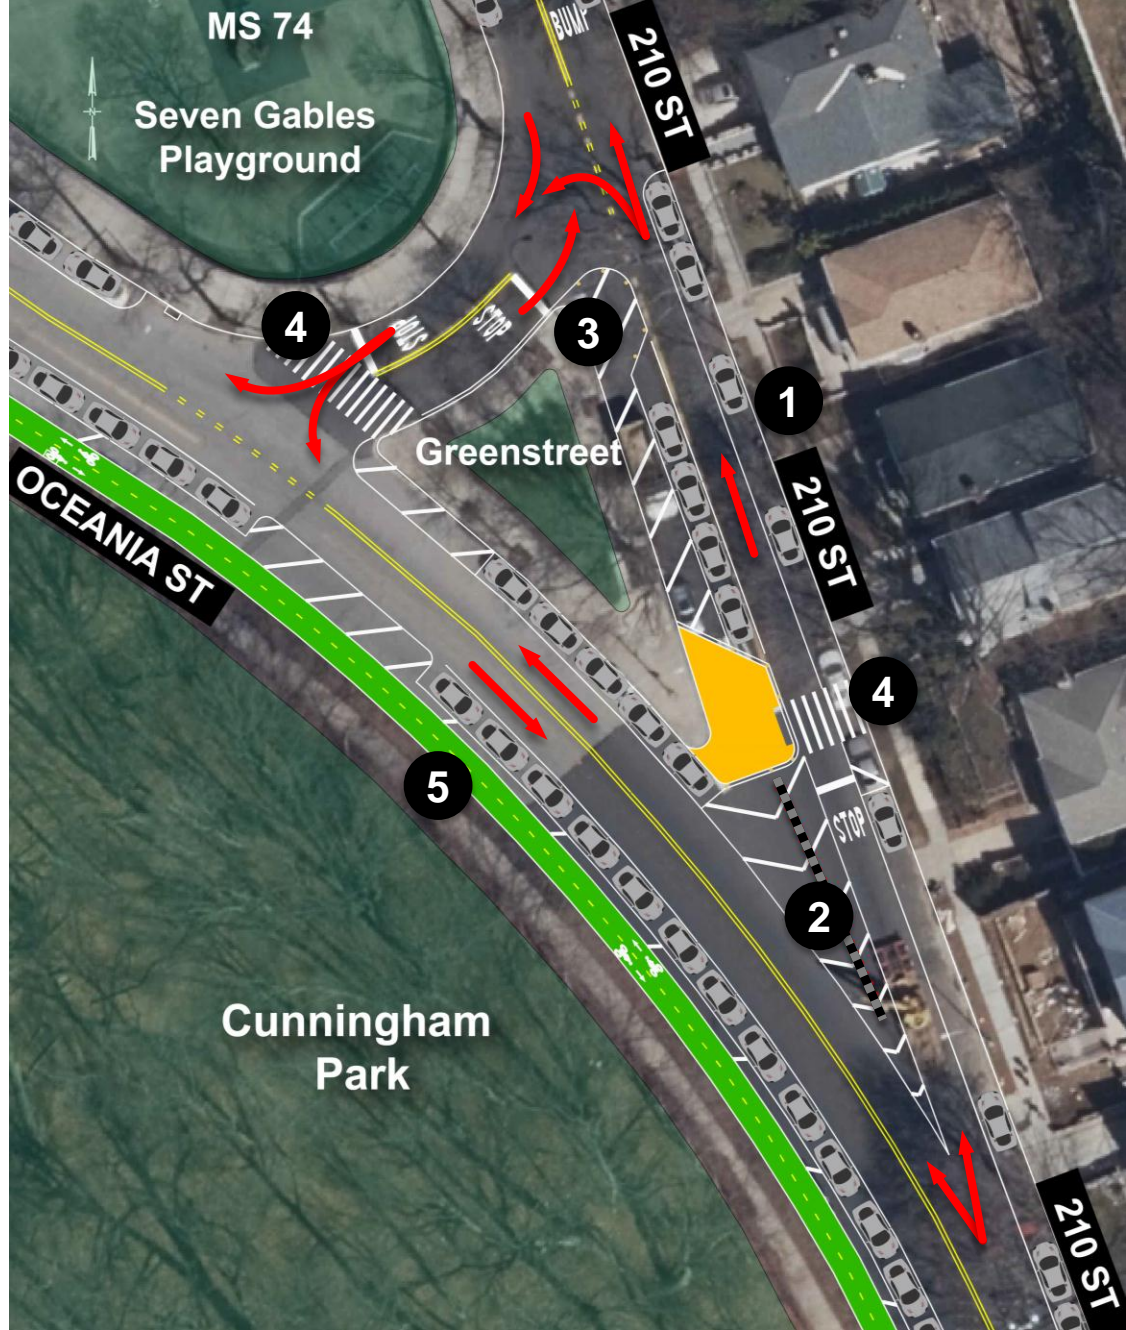 MS 74
Seven Gables
Playground
BUMP
210 ST
4
STOP
STOP
3
1
Greenstreet
OCEANIA ST
210 ST
4
5
STOP
2
Cunningham
Park
210 ST